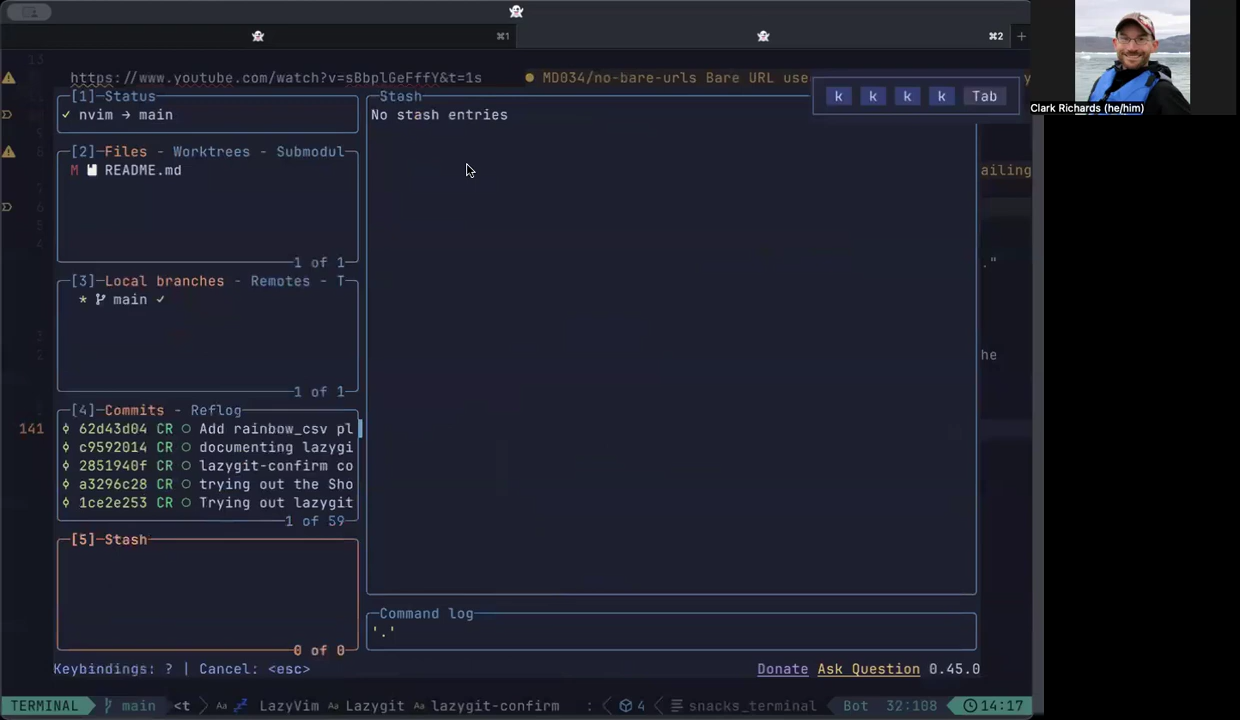 ⌘1
⌘2
+
13
https://www.youtube.com/watch?v=sBbplGeFffY&t=1s ● MD034/no-bare-urls Bare URL use
k k k k Tab
Clark Richards (he/him)
[1]-Status
✓ nvim → main
[2]-Files - Worktrees - Submodul
M README.md
1 of 1
[3]-Local branches - Remotes - T
* main ✓
1 of 1
[4]-Commits - Reflog
62d43d04 CR ○ Add rainbow_csv pl
c9592014 CR ○ documenting lazygi
2851940f CR ○ lazygit-confirm co
a3296c28 CR ○ trying out the Sho
1ce2e253 CR ○ Trying out lazygit
1 of 59
[5]-Stash
0 of 0
Stash
No stash entries
ailing
."
he
141
Command log
'.'
Keybindings: ? | Cancel: <esc>
Donate Ask Question 0.45.0
TERMINAL main <t Aa LazyVim Aa Lazygit Aa lazygit-confirm : 4 snacks_terminal Bot 32:108 14:17